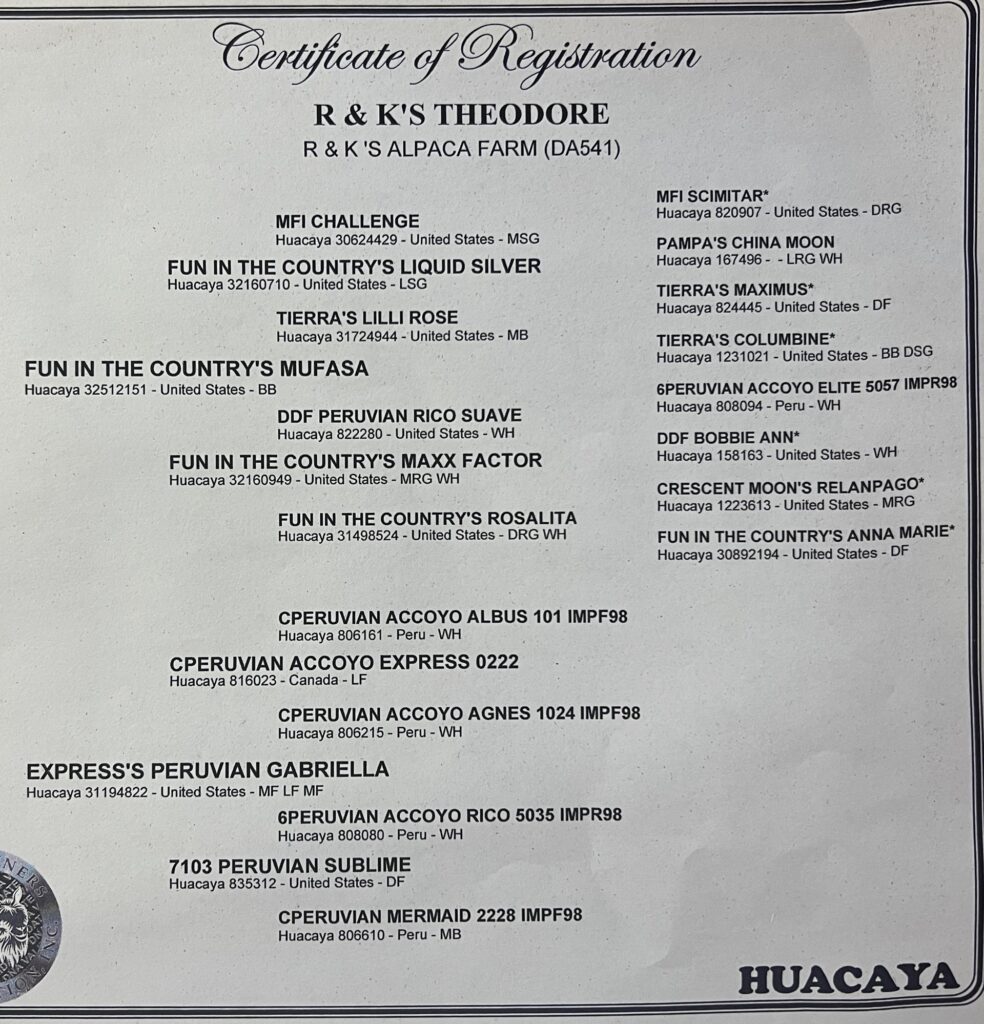 Certificate of Registration
R & K'S THEODORE
R & K 'S ALPACA FARM (DA541)
MFI SCIMITAR*
Huacaya 820907 - United States - DRG
MFI CHALLENGE
Huacaya 30624429 - United States - MSG
PAMPA'S CHINA MOON
Huacaya 167496 - - LRG WH
FUN IN THE COUNTRY'S LIQUID SILVER
Huacaya 32160710 - United States - LSG
TIERRA'S MAXIMUS*
Huacaya 824445 - United States - DF
TIERRA'S LILLI ROSE
Huacaya 31724944 - United States - MB
TIERRA'S COLUMBINE*
Huacaya 1231021 - United States - BB DSG
FUN IN THE COUNTRY'S MUFASA
Huacaya 32512151 - United States - BB
6PERUVIAN ACCOYO ELITE 5057 IMPR98
Huacaya 808094 - Peru - WH
DDF PERUVIAN RICO SUAVE
Huacaya 822280 - United States - WH
DDF BOBBIE ANN*
Huacaya 158163 - United States - WH
FUN IN THE COUNTRY'S MAXX FACTOR
Huacaya 32160949 - United States - MRG WH
CRESCENT MOON'S RELANPAGO*
Huacaya 1223613 - United States - MRG
FUN IN THE COUNTRY'S ROSALITA
Huacaya 31498524 - United States - DRG WH
FUN IN THE COUNTRY'S ANNA MARIE*
Huacaya 30892194 - United States - DF
CPERUVIAN ACCOYO ALBUS 101 IMPF98
Huacaya 806161 - Peru - WH
CPERUVIAN ACCOYO EXPRESS 0222
Huacaya 816023 - Canada - LF
CPERUVIAN ACCOYO AGNES 1024 IMPF98
Huacaya 806215 - Peru - WH
EXPRESS'S PERUVIAN GABRIELLA
Huacaya 31194822 - United States - MF LF MF
6PERUVIAN ACCOYO RICO 5035 IMPR98
Huacaya 808080 - Peru - WH
7103 PERUVIAN SUBLIME
Huacaya 835312 - United States - DF
CPERUVIAN MERMAID 2228 IMPF98
Huacaya 806610 - Peru - MB
HUACAYA